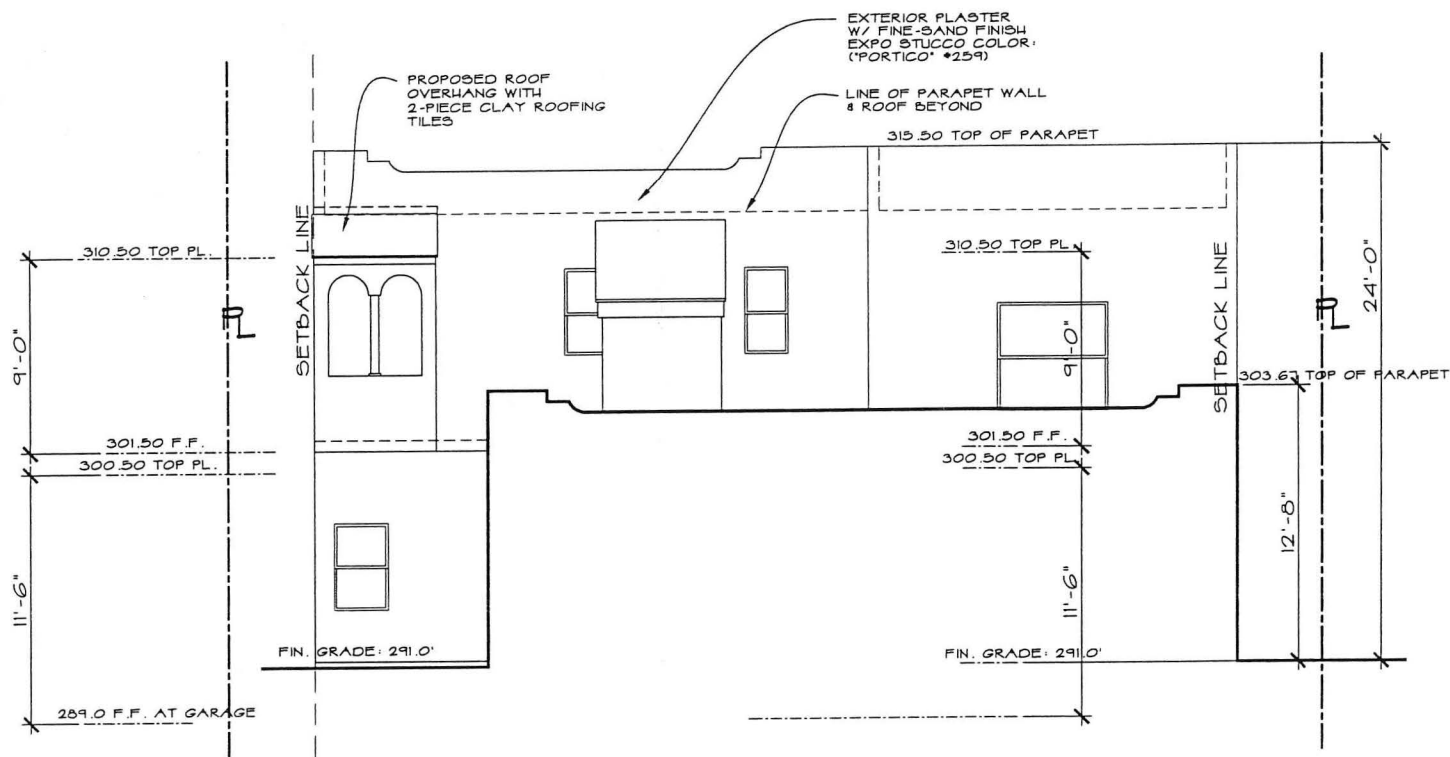 EXTERIOR PLASTER
W/ FINE-SAND FINISH
EXPO STUCCO COLOR:
("PORTICO" #259)
PROPOSED ROOF
OVERHANG WITH
2-PIECE CLAY ROOFING
TILES
LINE OF PARAPET WALL
& ROOF BEYOND
315.50 TOP OF PARAPET
SETBACK LINE
310.50 TOP PL.
310.50 TOP PL.
SETBACK LINE
24'-0"
PL
PL
9'-0"
9'-0"
303.67 TOP OF PARAPET
301.50 F.F.
301.50 F.F.
300.50 TOP PL.
300.50 TOP PL.
12'-8"
11'-6"
11'-6"
FIN. GRADE: 291.0'
FIN. GRADE: 291.0'
289.0 F.F. AT GARAGE